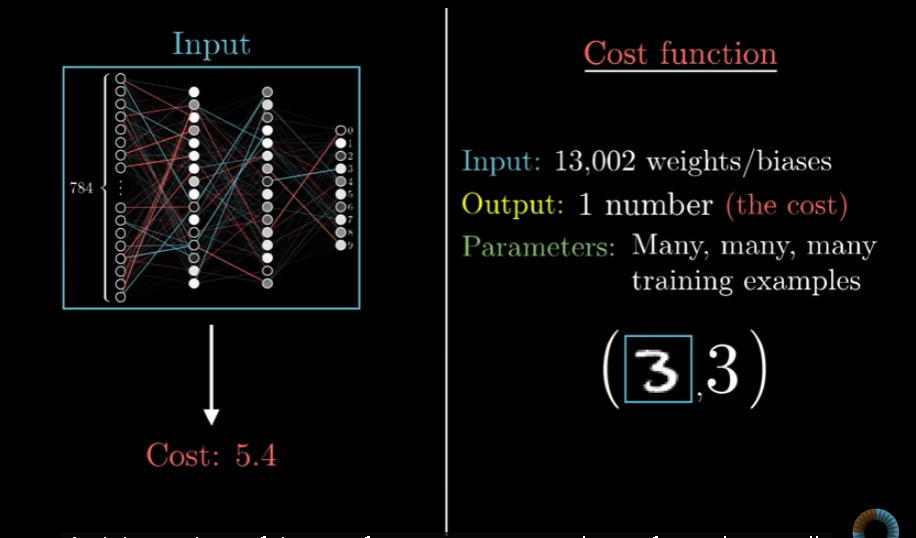 Input
784
0
1
2
3
4
5
6
7
8
9
Cost: 5.4
Cost function
Input: 13,002 weights/biases
Output: 1 number (the cost)
Parameters: Many, many, many
training examples
(3, 3)